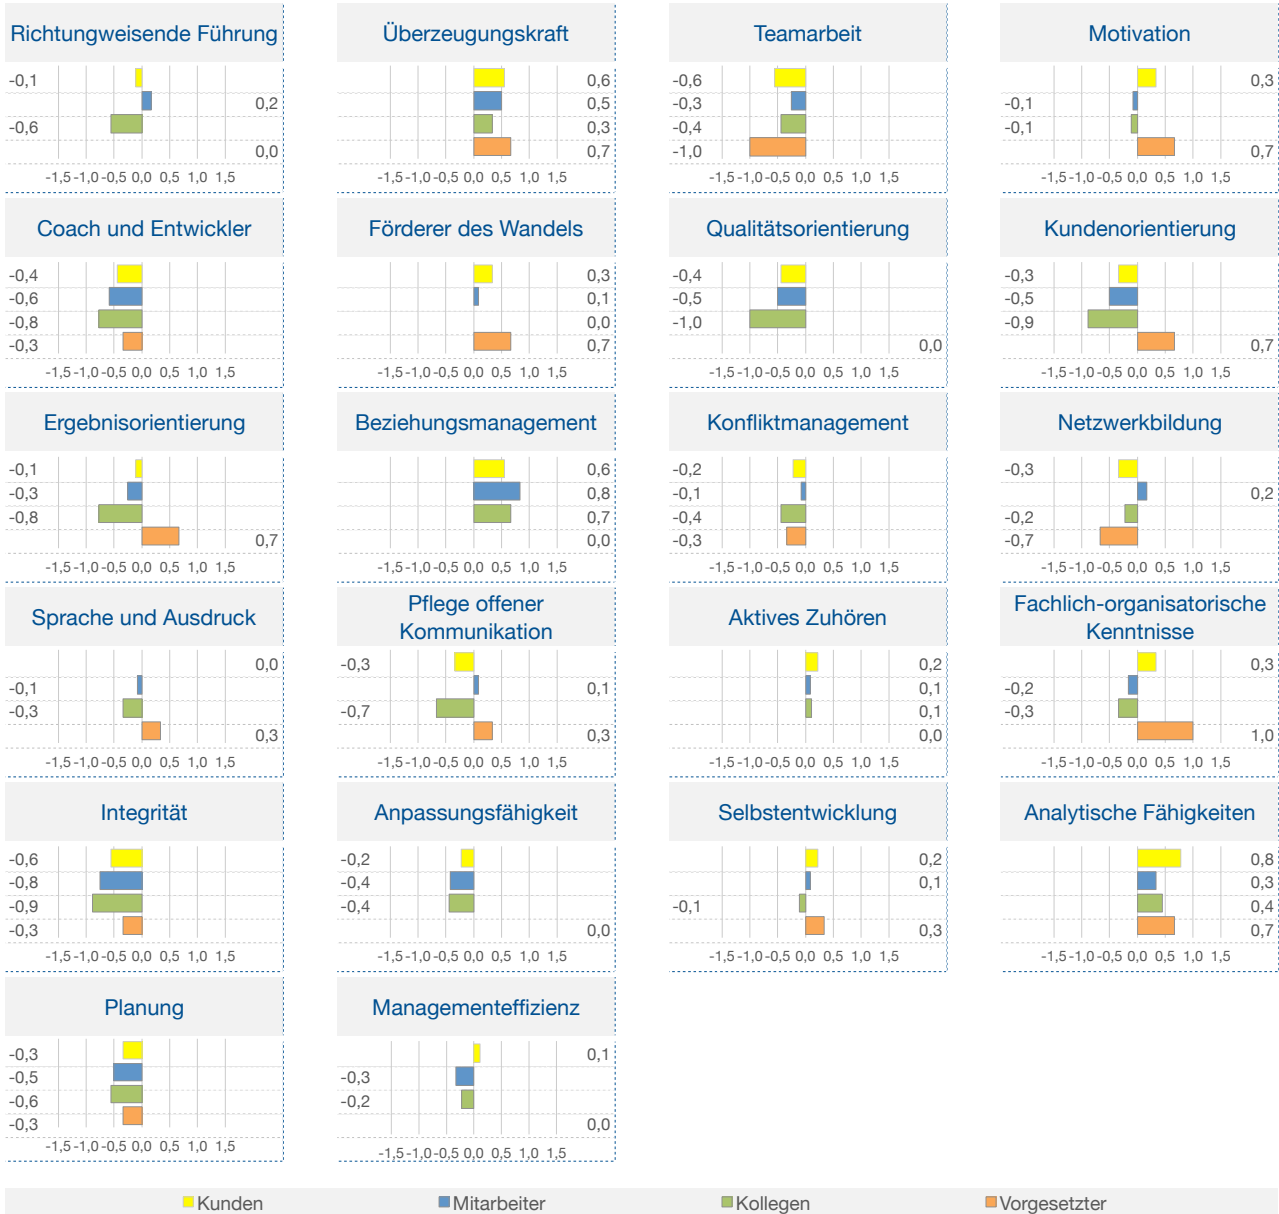 Richtungweisende Führung
-0,1
0,2
-0,6
0,0
-1,5 -1,0 -0,5 0,0 0,5 1,0 1,5
Überzeugungskraft
0,6
0,5
0,3
0,7
-1,5 -1,0 -0,5 0,0 0,5 1,0 1,5
Teamarbeit
-0,6
-0,3
-0,4
-1,0
-1,5 -1,0 -0,5 0,0 0,5 1,0 1,5
Motivation
0,3
-0,1
-0,1
0,7
-1,5 -1,0 -0,5 0,0 0,5 1,0 1,5
Coach und Entwickler
-0,4
-0,6
-0,8
-0,3
-1,5 -1,0 -0,5 0,0 0,5 1,0 1,5
Förderer des Wandels
0,3
0,1
0,0
0,7
-1,5 -1,0 -0,5 0,0 0,5 1,0 1,5
Qualitätsorientierung
-0,4
-0,5
-1,0
0,0
-1,5 -1,0 -0,5 0,0 0,5 1,0 1,5
Kundenorientierung
-0,3
-0,5
-0,9
0,7
-1,5 -1,0 -0,5 0,0 0,5 1,0 1,5
Ergebnisorientierung
-0,1
-0,3
-0,8
0,7
-1,5 -1,0 -0,5 0,0 0,5 1,0 1,5
Beziehungsmanagement
0,6
0,8
0,7
0,0
-1,5 -1,0 -0,5 0,0 0,5 1,0 1,5
Konfliktmanagement
-0,2
-0,1
-0,4
-0,3
-1,5 -1,0 -0,5 0,0 0,5 1,0 1,5
Netzwerkbildung
-0,3
0,2
-0,2
-0,7
-1,5 -1,0 -0,5 0,0 0,5 1,0 1,5
Sprache und Ausdruck
0,0
-0,1
-0,3
0,3
-1,5 -1,0 -0,5 0,0 0,5 1,0 1,5
Pflege offener
Kommunikation
-0,3
0,1
-0,7
0,3
-1,5 -1,0 -0,5 0,0 0,5 1,0 1,5
Aktives Zuhören
0,2
0,1
0,1
0,0
-1,5 -1,0 -0,5 0,0 0,5 1,0 1,5
Fachlich-organisatorische
Kenntnisse
0,3
-0,2
-0,3
1,0
-1,5 -1,0 -0,5 0,0 0,5 1,0 1,5
Integrität
-0,6
-0,8
-0,9
-0,3
-1,5 -1,0 -0,5 0,0 0,5 1,0 1,5
Anpassungsfähigkeit
-0,2
-0,4
-0,4
0,0
-1,5 -1,0 -0,5 0,0 0,5 1,0 1,5
Selbstentwicklung
0,2
0,1
-0,1
0,3
-1,5 -1,0 -0,5 0,0 0,5 1,0 1,5
Analytische Fähigkeiten
0,8
0,3
0,4
0,7
-1,5 -1,0 -0,5 0,0 0,5 1,0 1,5
Planung
-0,3
-0,5
-0,6
-0,3
-1,5 -1,0 -0,5 0,0 0,5 1,0 1,5
Managementeffizienz
0,1
-0,3
-0,2
0,0
-1,5 -1,0 -0,5 0,0 0,5 1,0 1,5
Kunden Mitarbeiter Kollegen Vorgesetzter